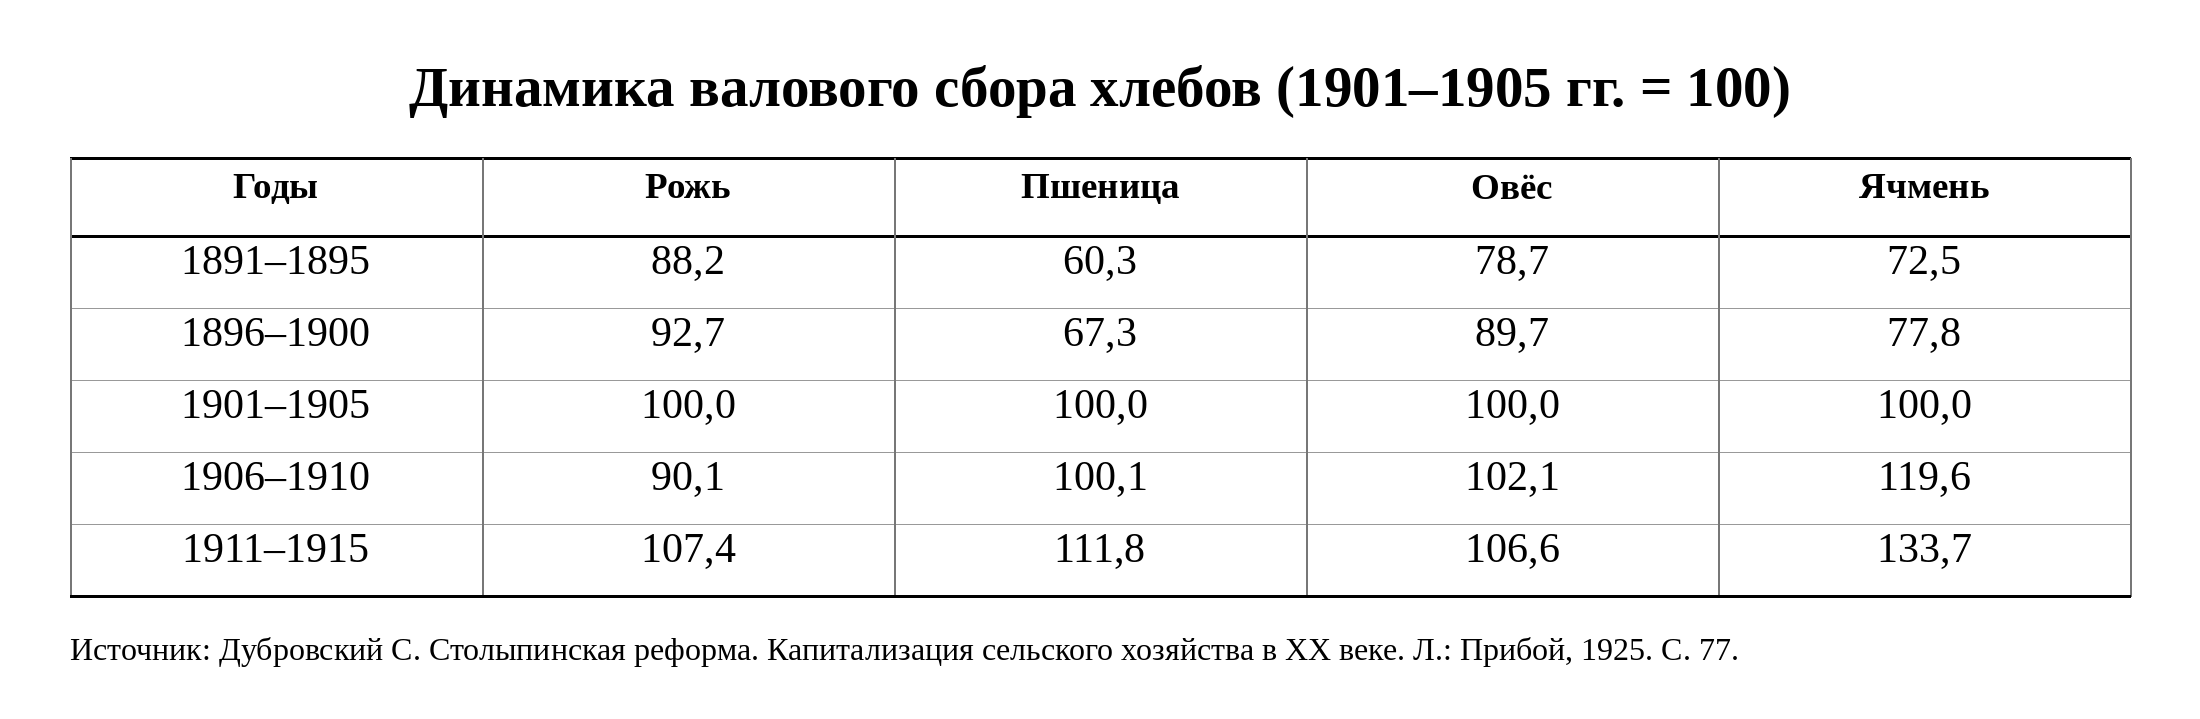 Динамика валового сбора хлебов (1901–1905 гг. = 100)
Годы Рожь Пшеница Овёс Ячмень
1891–1895 88,2 60,3 78,7 72,5
1896–1900 92,7 67,3 89,7 77,8
1901–1905 100,0 100,0 100,0 100,0
1906–1910 90,1 100,1 102,1 119,6
1911–1915 107,4 111,8 106,6 133,7
Источник: Дубровский С. Столыпинская реформа. Капитализация сельского хозяйства в XX веке. Л.: Прибой, 1925. С. 77.